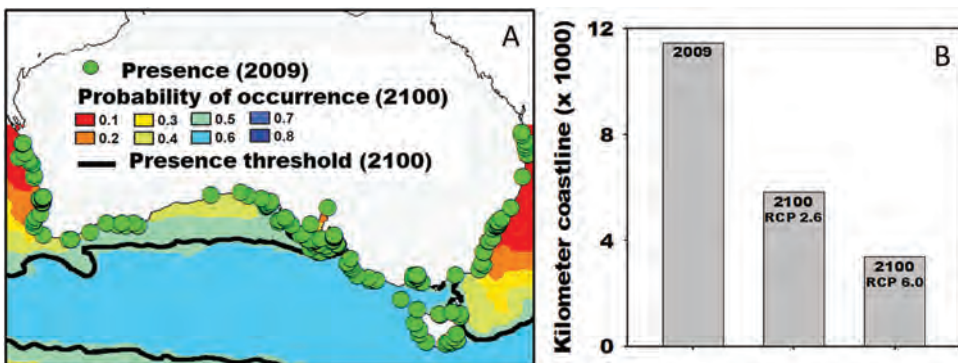 A
Presence (2009)
Probability of occurrence (2100)
0.1 0.3 0.5 0.7
0.2 0.4 0.6 0.8
Presence threshold (2100)
B
Kilometer coastline (x 1000)
12
8
4
0
2009
2100
RCP 2.6
2100
RCP 6.0